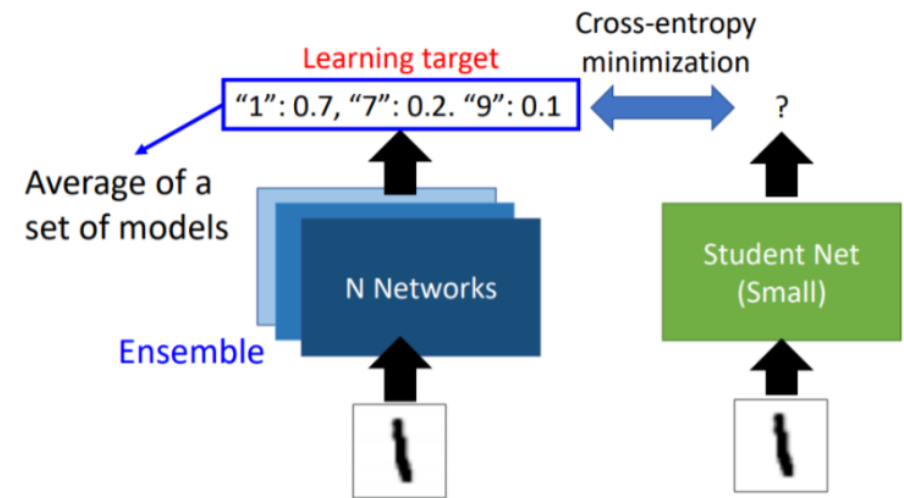 Cross-entropy
minimization
Learning target
“1”: 0.7, “7”: 0.2. “9”: 0.1
?
Average of a
set of models
N Networks
Student Net
(Small)
Ensemble